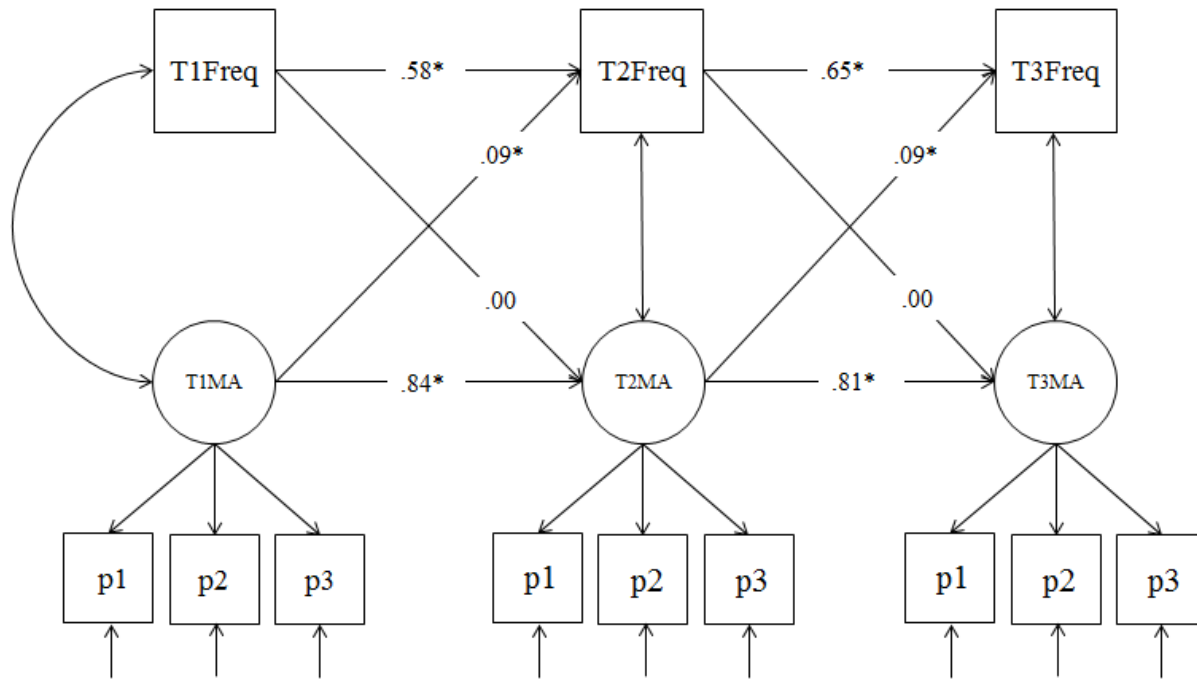 T1Freq
.58*
T2Freq
.65*
T3Freq
.09*
.09*
.00
.00
T1MA
.84*
T2MA
.81*
T3MA
p1
p2
p3
p1
p2
p3
p1
p2
p3